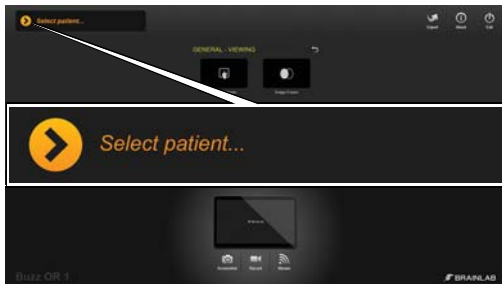 Select patient...
Export
About
Exit
GENERAL - VIEWING
Image Fusion
Select patient...
Screenshot
Record
Stream
Buzz OR 1
BRAINLAB